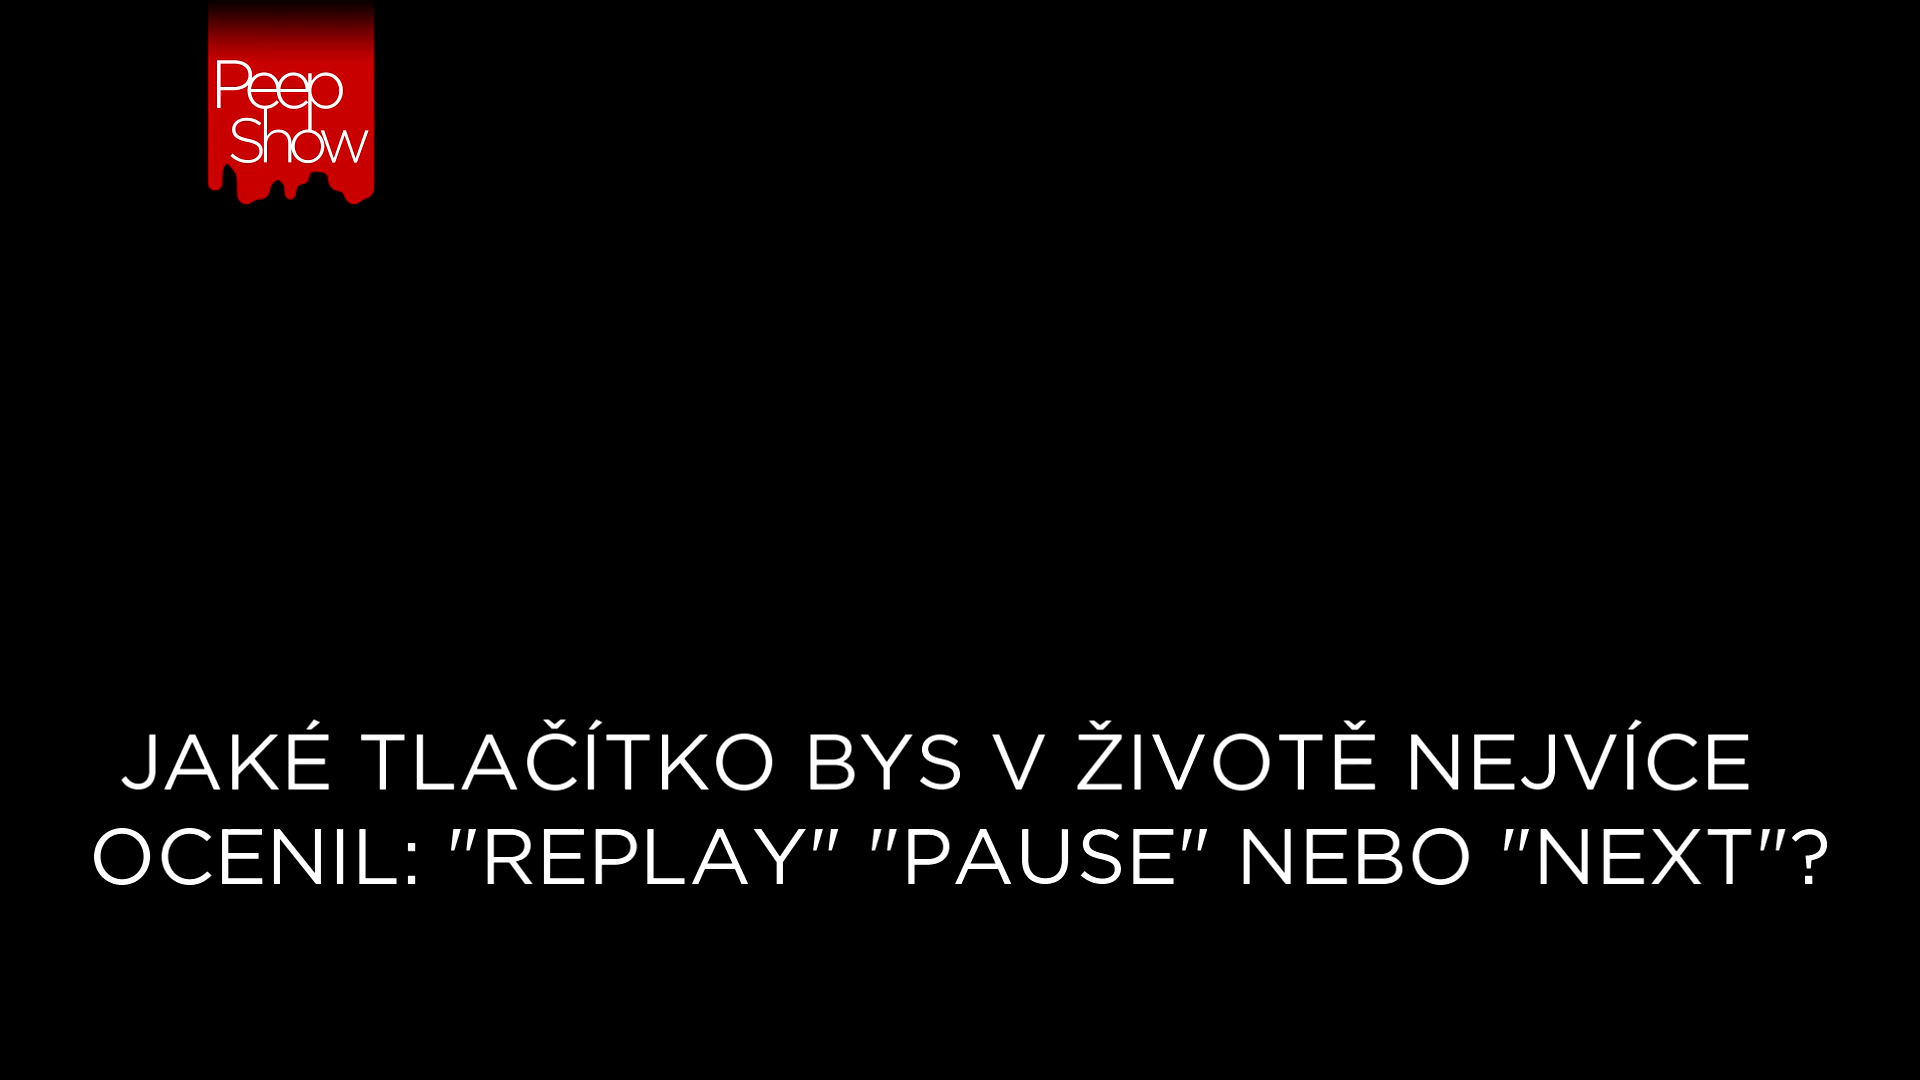 Peep
Show
JAKÉ TLAČÍTKO BYS V ŽIVOTĚ NEJVÍCE
OCENIL: "REPLAY" "PAUSE" NEBO "NEXT"?